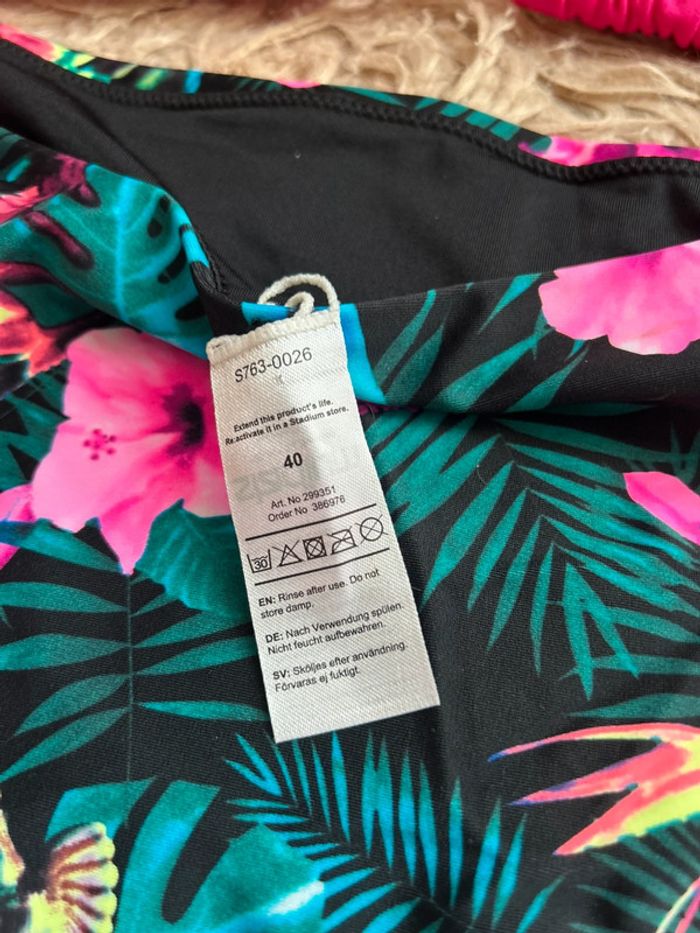 S763-0026
Extend this product's life.
Re:activate it in a Stadium store.
40
Art. No 299351
Order No 386976
30
EN: Rinse after use. Do not
store damp.
DE: Nach Verwendung spülen.
Nicht feucht aufbewahren.
SV: Sköljes efter användning.
Förvaras ej fuktigt.